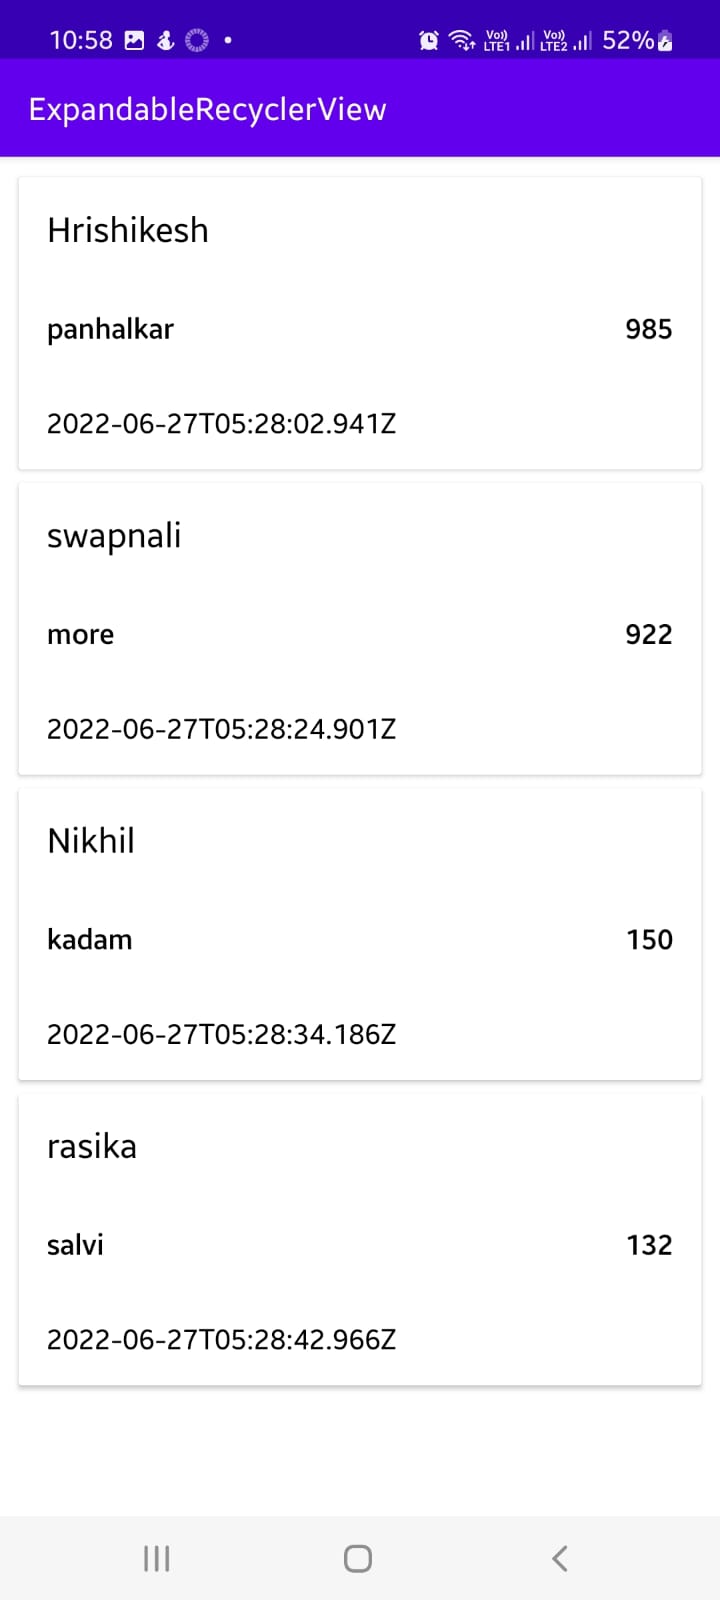 10:58 Vo)) LTE1 Vo)) LTE2 52%
ExpandableRecyclerView
Hrishikesh
panhalkar 985
2022-06-27T05:28:02.941Z
swapnali
more 922
2022-06-27T05:28:24.901Z
Nikhil
kadam 150
2022-06-27T05:28:34.186Z
rasika
salvi 132
2022-06-27T05:28:42.966Z